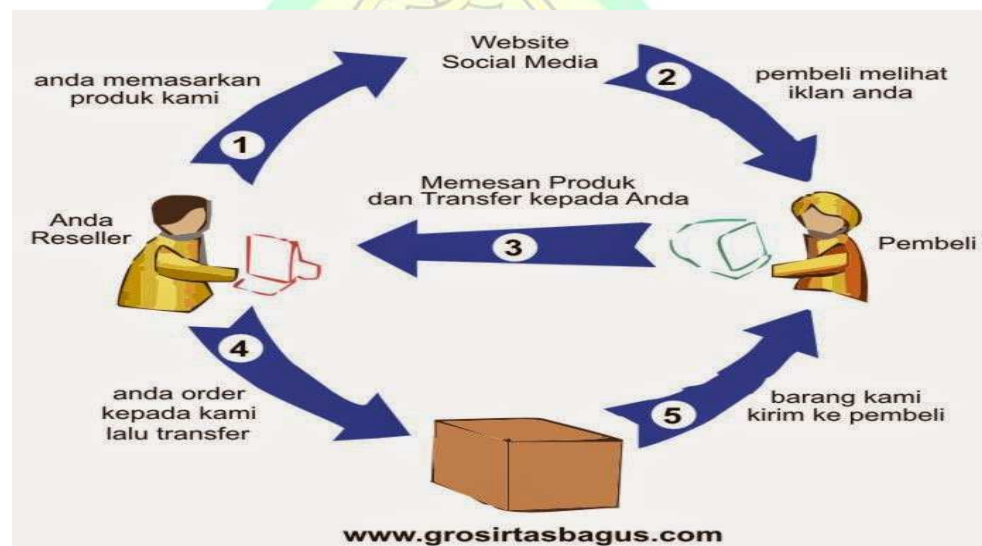 Website
Social Media
anda memasarkan
produk kami
1
2
pembeli melihat
iklan anda
Memesan Produk
dan Transfer kepada Anda
3
Anda
Reseller
Pembeli
4
anda order
kepada kami
lalu transfer
5
barang kami
kirim ke pembeli
www.grosirtasbagus.com